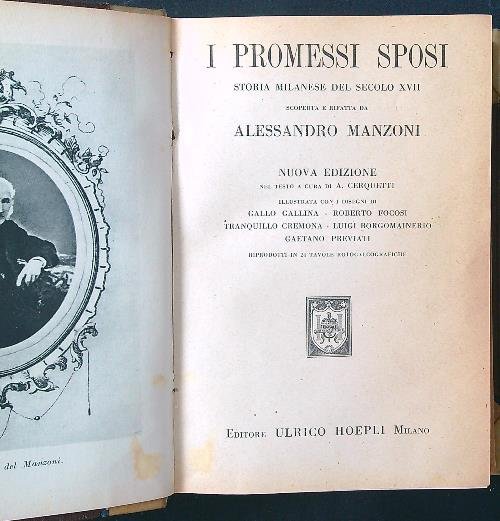 del Manzoni.
I PROMESSI SPOSI
STORIA MILANESE DEL SECOLO XVII
SCOPERTA E RIFATTA DA
ALESSANDRO MANZONI
NUOVA EDIZIONE
NEL TESTO A CURA DI A. CERQUETTI
ILLUSTRATA CON I DISEGNI DI
GALLO GALLINA - ROBERTO FOCOSI
TRANQUILLO CREMONA - LUIGI BORGOMAINERIO
GAETANO PREVIATI
RIPRODOTTI IN 24 TAVOLE ROTOCALCOGRAFICHE
EDITORE ULRICO HOEPLI MILANO